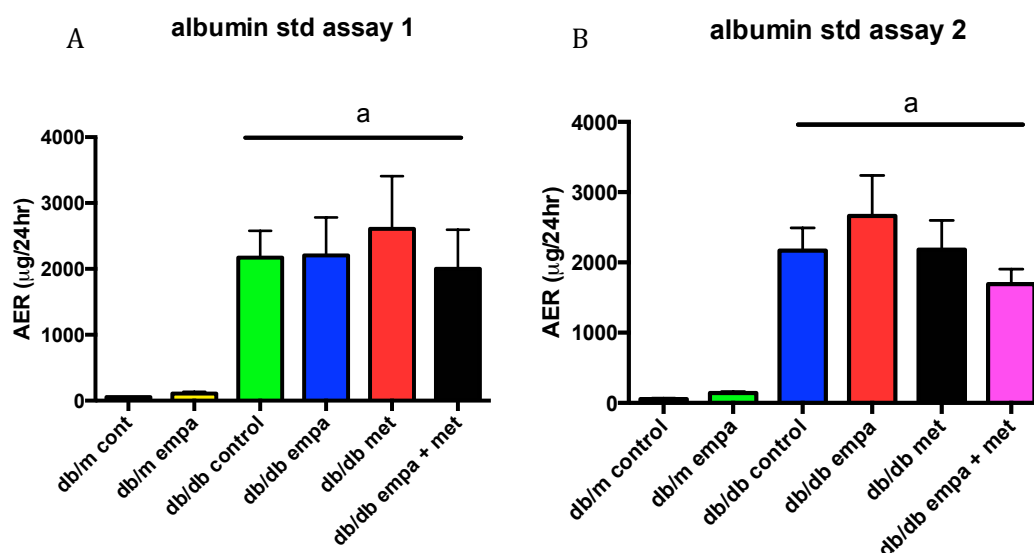 A
albumin std assay 1
a
AER (μg/24hr)
4000
3000
2000
1000
0
db/m cont
db/m empa
db/db control
db/db empa
db/db met
db/db empa + met
B
albumin std assay 2
a
AER (μg/24hr)
4000
3000
2000
1000
0
db/m control
db/m empa
db/db control
db/db empa
db/db met
db/db empa + met